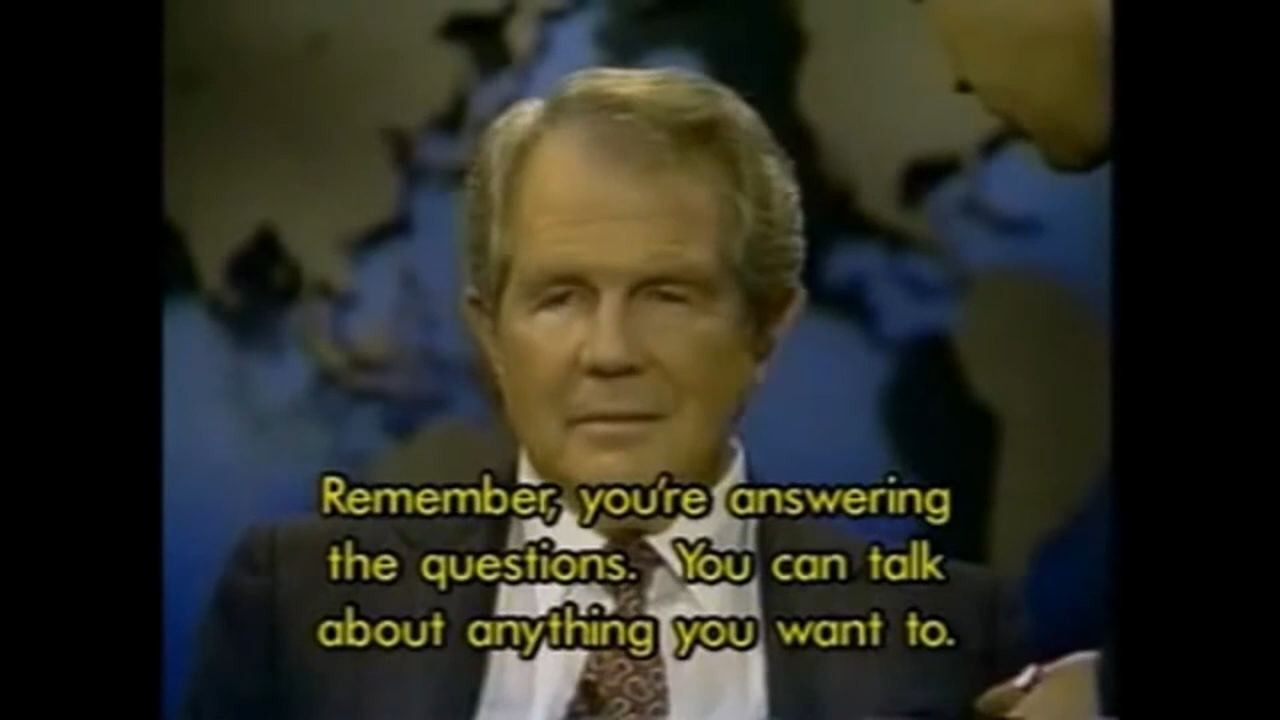 Remember, you're answering
the questions. You can talk
about anything you want to.